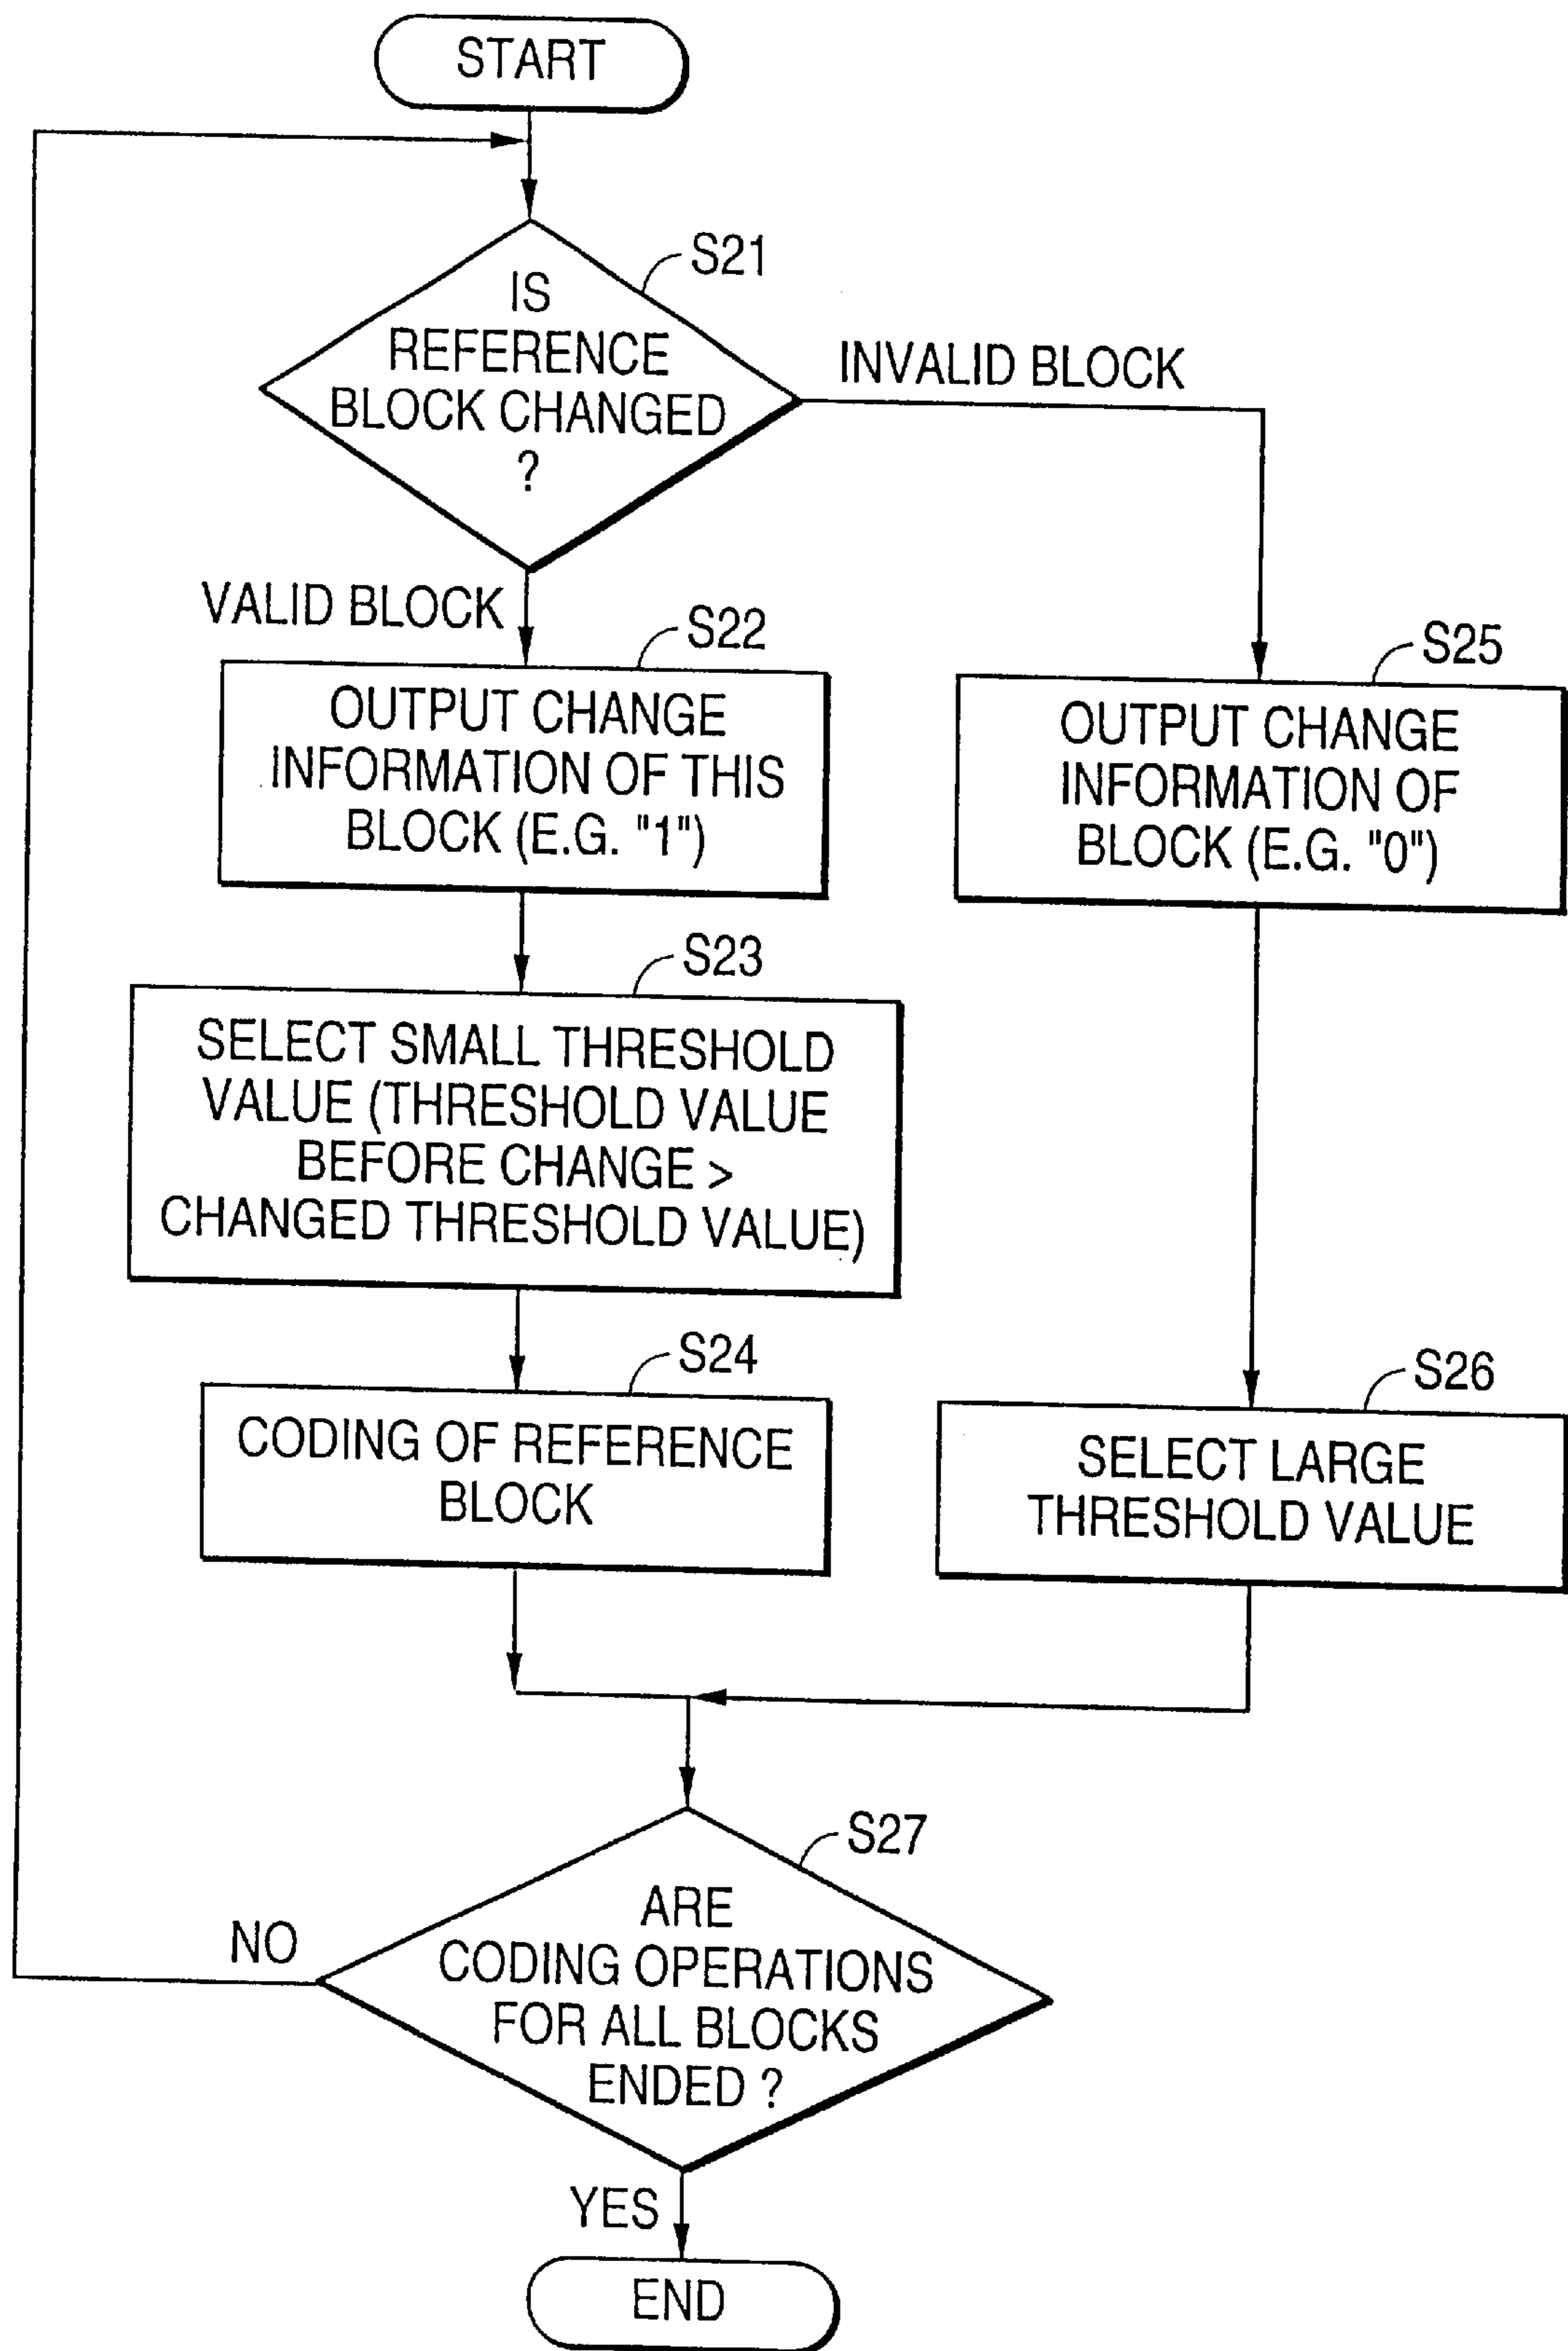 START
S21
IS
REFERENCE
BLOCK CHANGED
?
INVALID BLOCK
VALID BLOCK
S22
OUTPUT CHANGE
INFORMATION OF THIS
BLOCK (E.G. "1")
S25
OUTPUT CHANGE
INFORMATION OF
BLOCK (E.G. "0")
S23
SELECT SMALL THRESHOLD
VALUE (THRESHOLD VALUE
BEFORE CHANGE >
CHANGED THRESHOLD VALUE)
S24
CODING OF REFERENCE
BLOCK
S26
SELECT LARGE
THRESHOLD VALUE
S27
ARE
CODING OPERATIONS
FOR ALL BLOCKS
ENDED ?
NO
YES
END